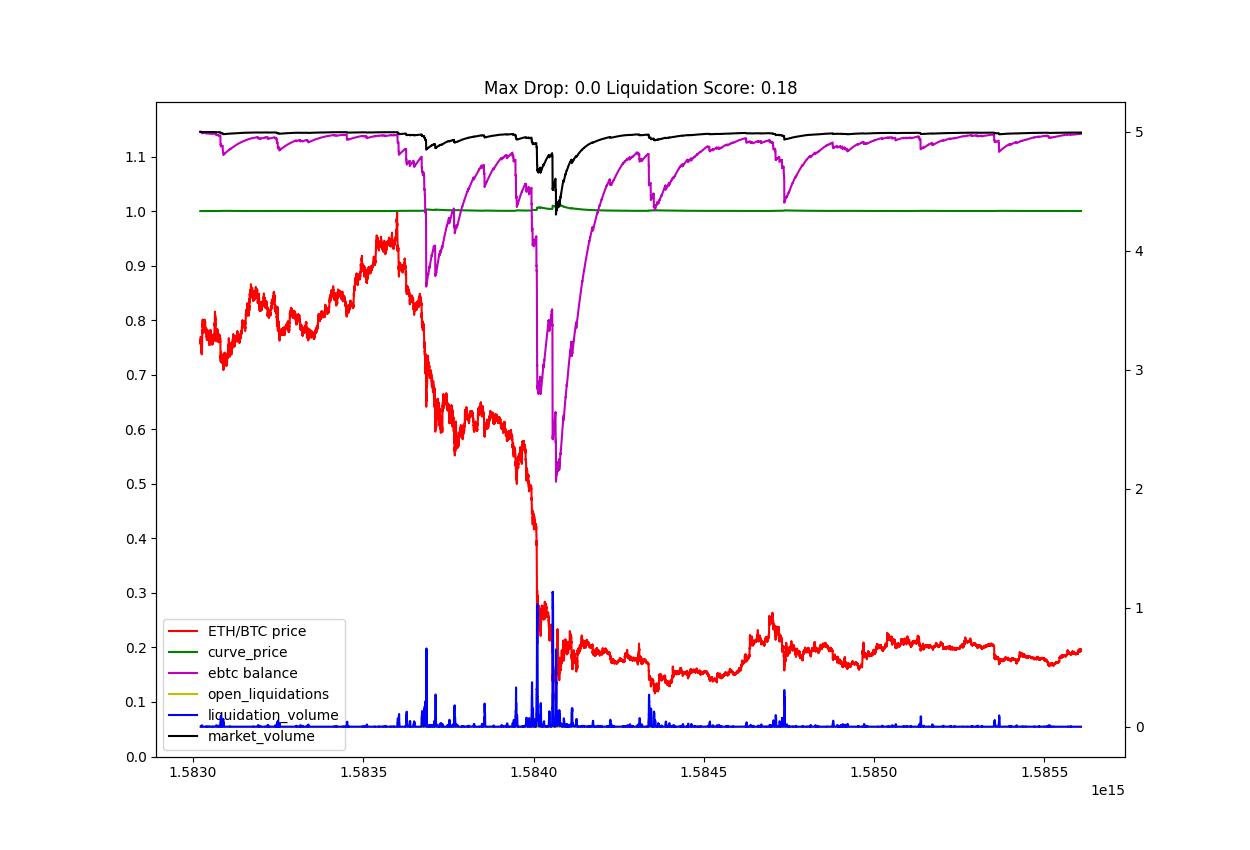 Max Drop: 0.0 Liquidation Score: 0.18
1.1
1.0
0.9
0.8
0.7
0.6
0.5
0.4
0.3
0.2
0.1
0.0
5
4
3
2
1
0
ETH/BTC price
curve_price
ebtc balance
open_liquidations
liquidation_volume
market_volume
1.5830 1.5835 1.5840 1.5845 1.5850 1.5855
1e15